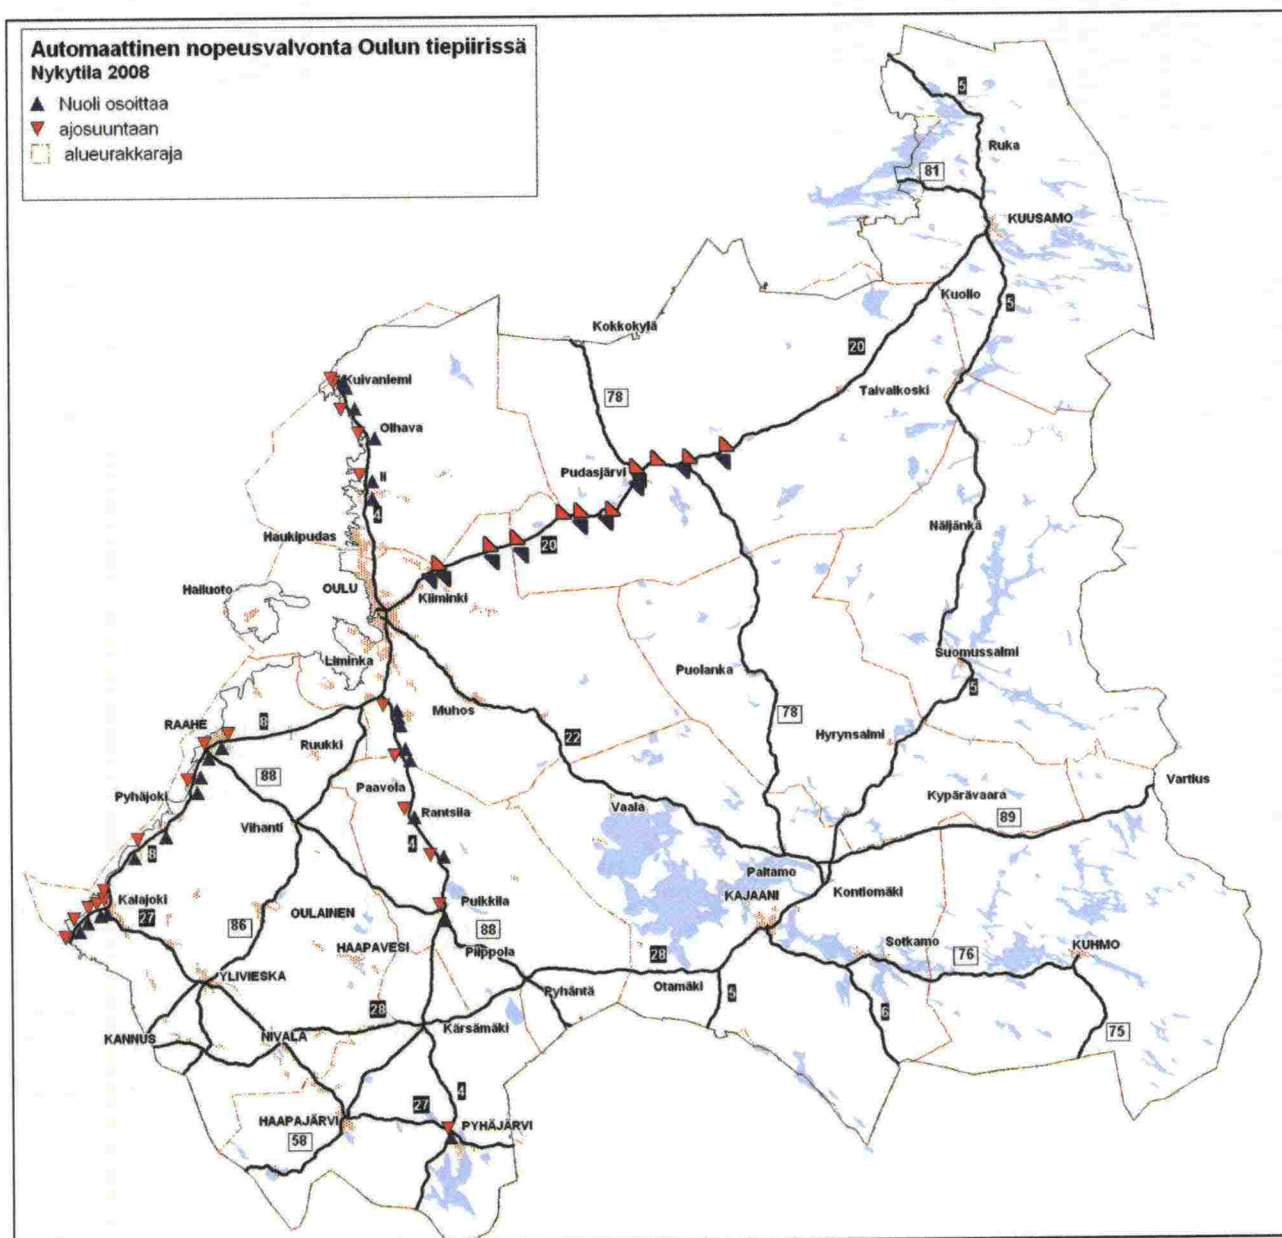 Automaattinen nopeusvalvonta Oulun tiepiirissä
Nykytila 2008
Nuoli osoittaa
ajosuuntaan
alueurakkaraja
5
Ruka
81
KUUSAMO
Kuolio
5
Kokkokylä
20
Kuivaniemi
78
Taivalkoski
Olhava
Pudasjärvi
Ii
4
Näljänkä
Haukipudas
20
Hailuoto
OULU
Kiiminki
Liminka
Suomussalmi
Puolanka
5
Muhos
78
RAAHE
8
Ruukki
22
Hyrynsalmi
88
Vartius
Paavola
Pyhäjoki
Vaala
Kypärävaara
Rantsila
89
Vihanti
4
8
Paltamo
Kontiomäki
KAJAANI
Kalajoki
27
Pulkkila
86
OULAINEN
88
HAAPAVESI
Piippola
Sotkamo
KUHMO
28
76
YLIVIESKA
Otamäki
Pyhäntä
5
28
6
KANNUS
NIVALA
Kärsämäki
75
4
27
HAAPAJÄRVI
PYHÄJÄRVI
58